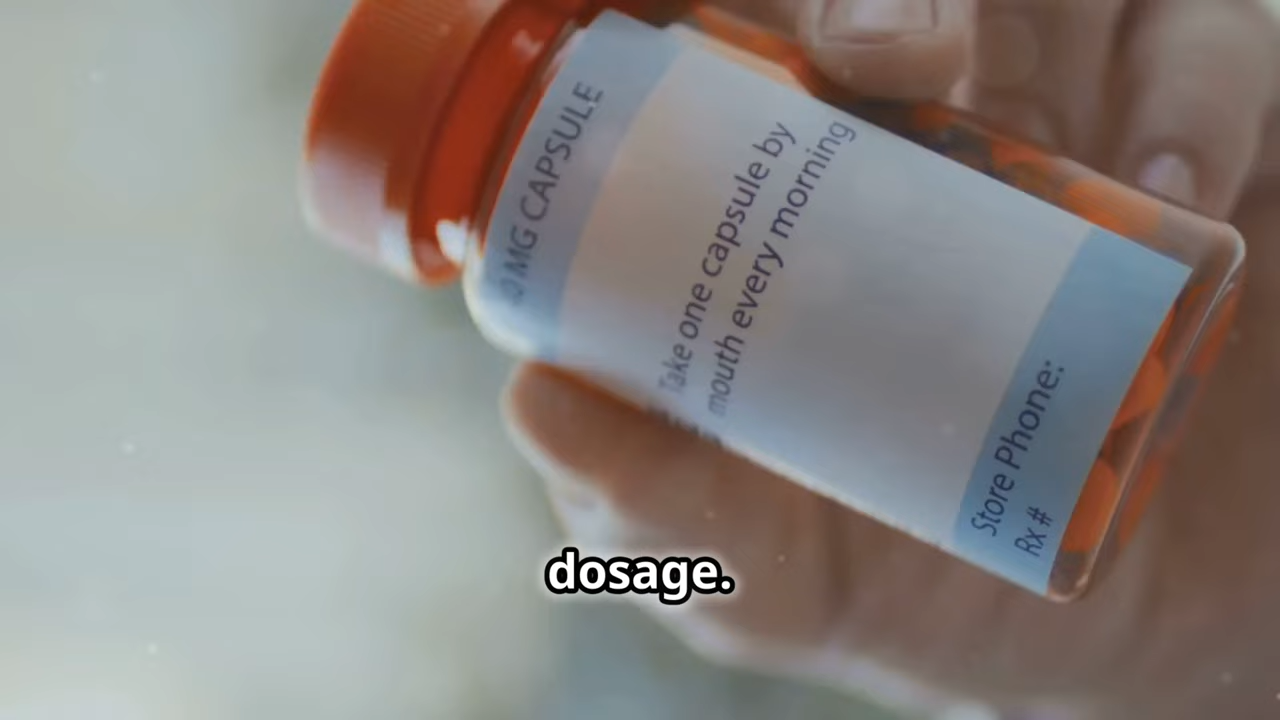 MG CAPSULE
Take one capsule by
mouth every morning
Store Phone:
Rx #
dosage.